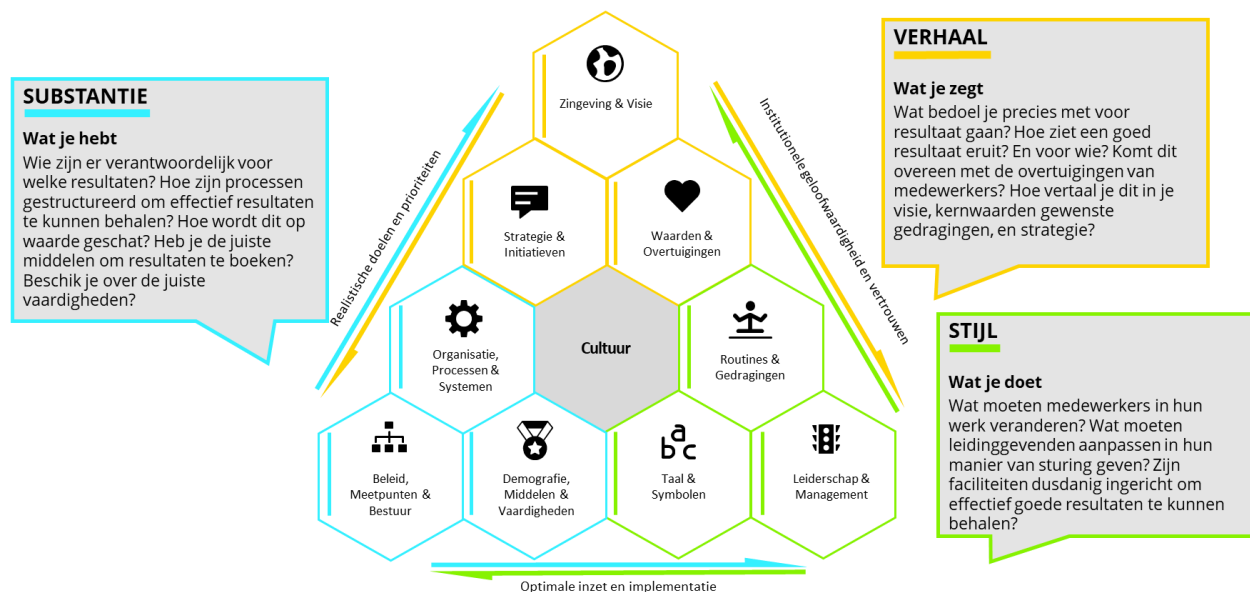 SUBSTANTIE
Wat je hebt
Wie zijn er verantwoordelijk voor
welke resultaten? Hoe zijn processen
gestructureerd om effectief resultaten
te kunnen behalen? Hoe wordt dit op
waarde geschat? Heb je de juiste
middelen om resultaten te boeken?
Beschik je over de juiste
vaardigheden?
Realistische doelen en prioriteiten
Zingeving & Visie
Strategie &
Initiatieven
Waarden &
Overtuigingen
Organisatie,
Processen &
Systemen
Cultuur
Routines &
Gedragingen
Beleid,
Meetpunten &
Bestuur
Demografie,
Middelen &
Vaardigheden
Taal &
Symbolen
Leiderschap &
Management
Optimale inzet en implementatie
Institutionele geloofwaardigheid en vertrouwen
VERHAAL
Wat je zegt
Wat bedoel je precies met voor
resultaat gaan? Hoe ziet een goed
resultaat eruit? En voor wie? Komt dit
overeen met de overtuigingen van
medewerkers? Hoe vertaal je dit in je
visie, kernwaarden gewenste
gedragingen, en strategie?
STIJL
Wat je doet
Wat moeten medewerkers in hun
werk veranderen? Wat moeten
leidinggevenden aanpassen in hun
manier van sturing geven? Zijn
faciliteiten dusdanig ingericht om
effectief goede resultaten te kunnen
behalen?
a
b c